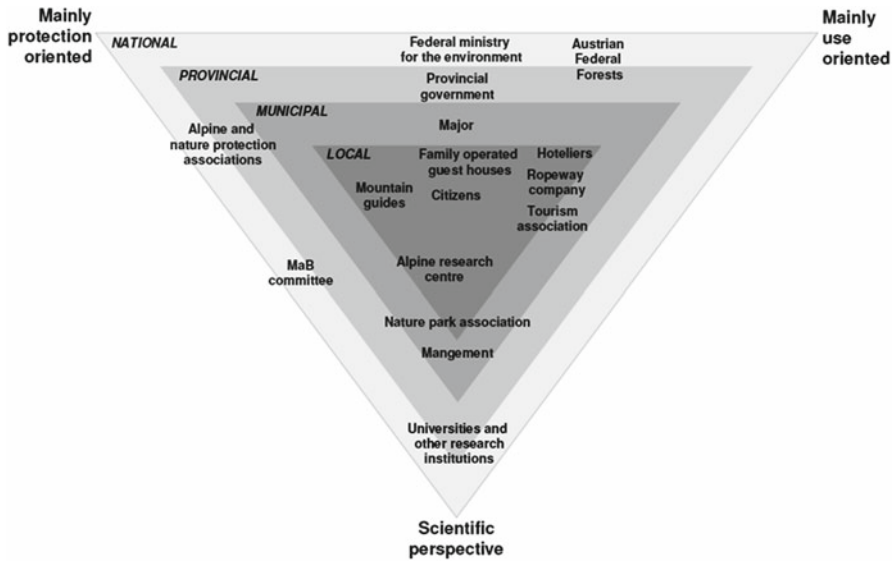 Mainly
protection
oriented
Mainly
use
oriented
NATIONAL
Federal ministry
for the environment
Austrian
Federal
Forests
PROVINCIAL
Provincial
government
MUNICIPAL
Major
Alpine and
nature protection
associations
LOCAL
Family operated
guest houses
Hoteliers
Ropeway
company
Mountain
guides
Citizens
Tourism
association
Alpine research
centre
MaB
committee
Nature park association
Mangement
Universities and
other research
institutions
Scientific
perspective